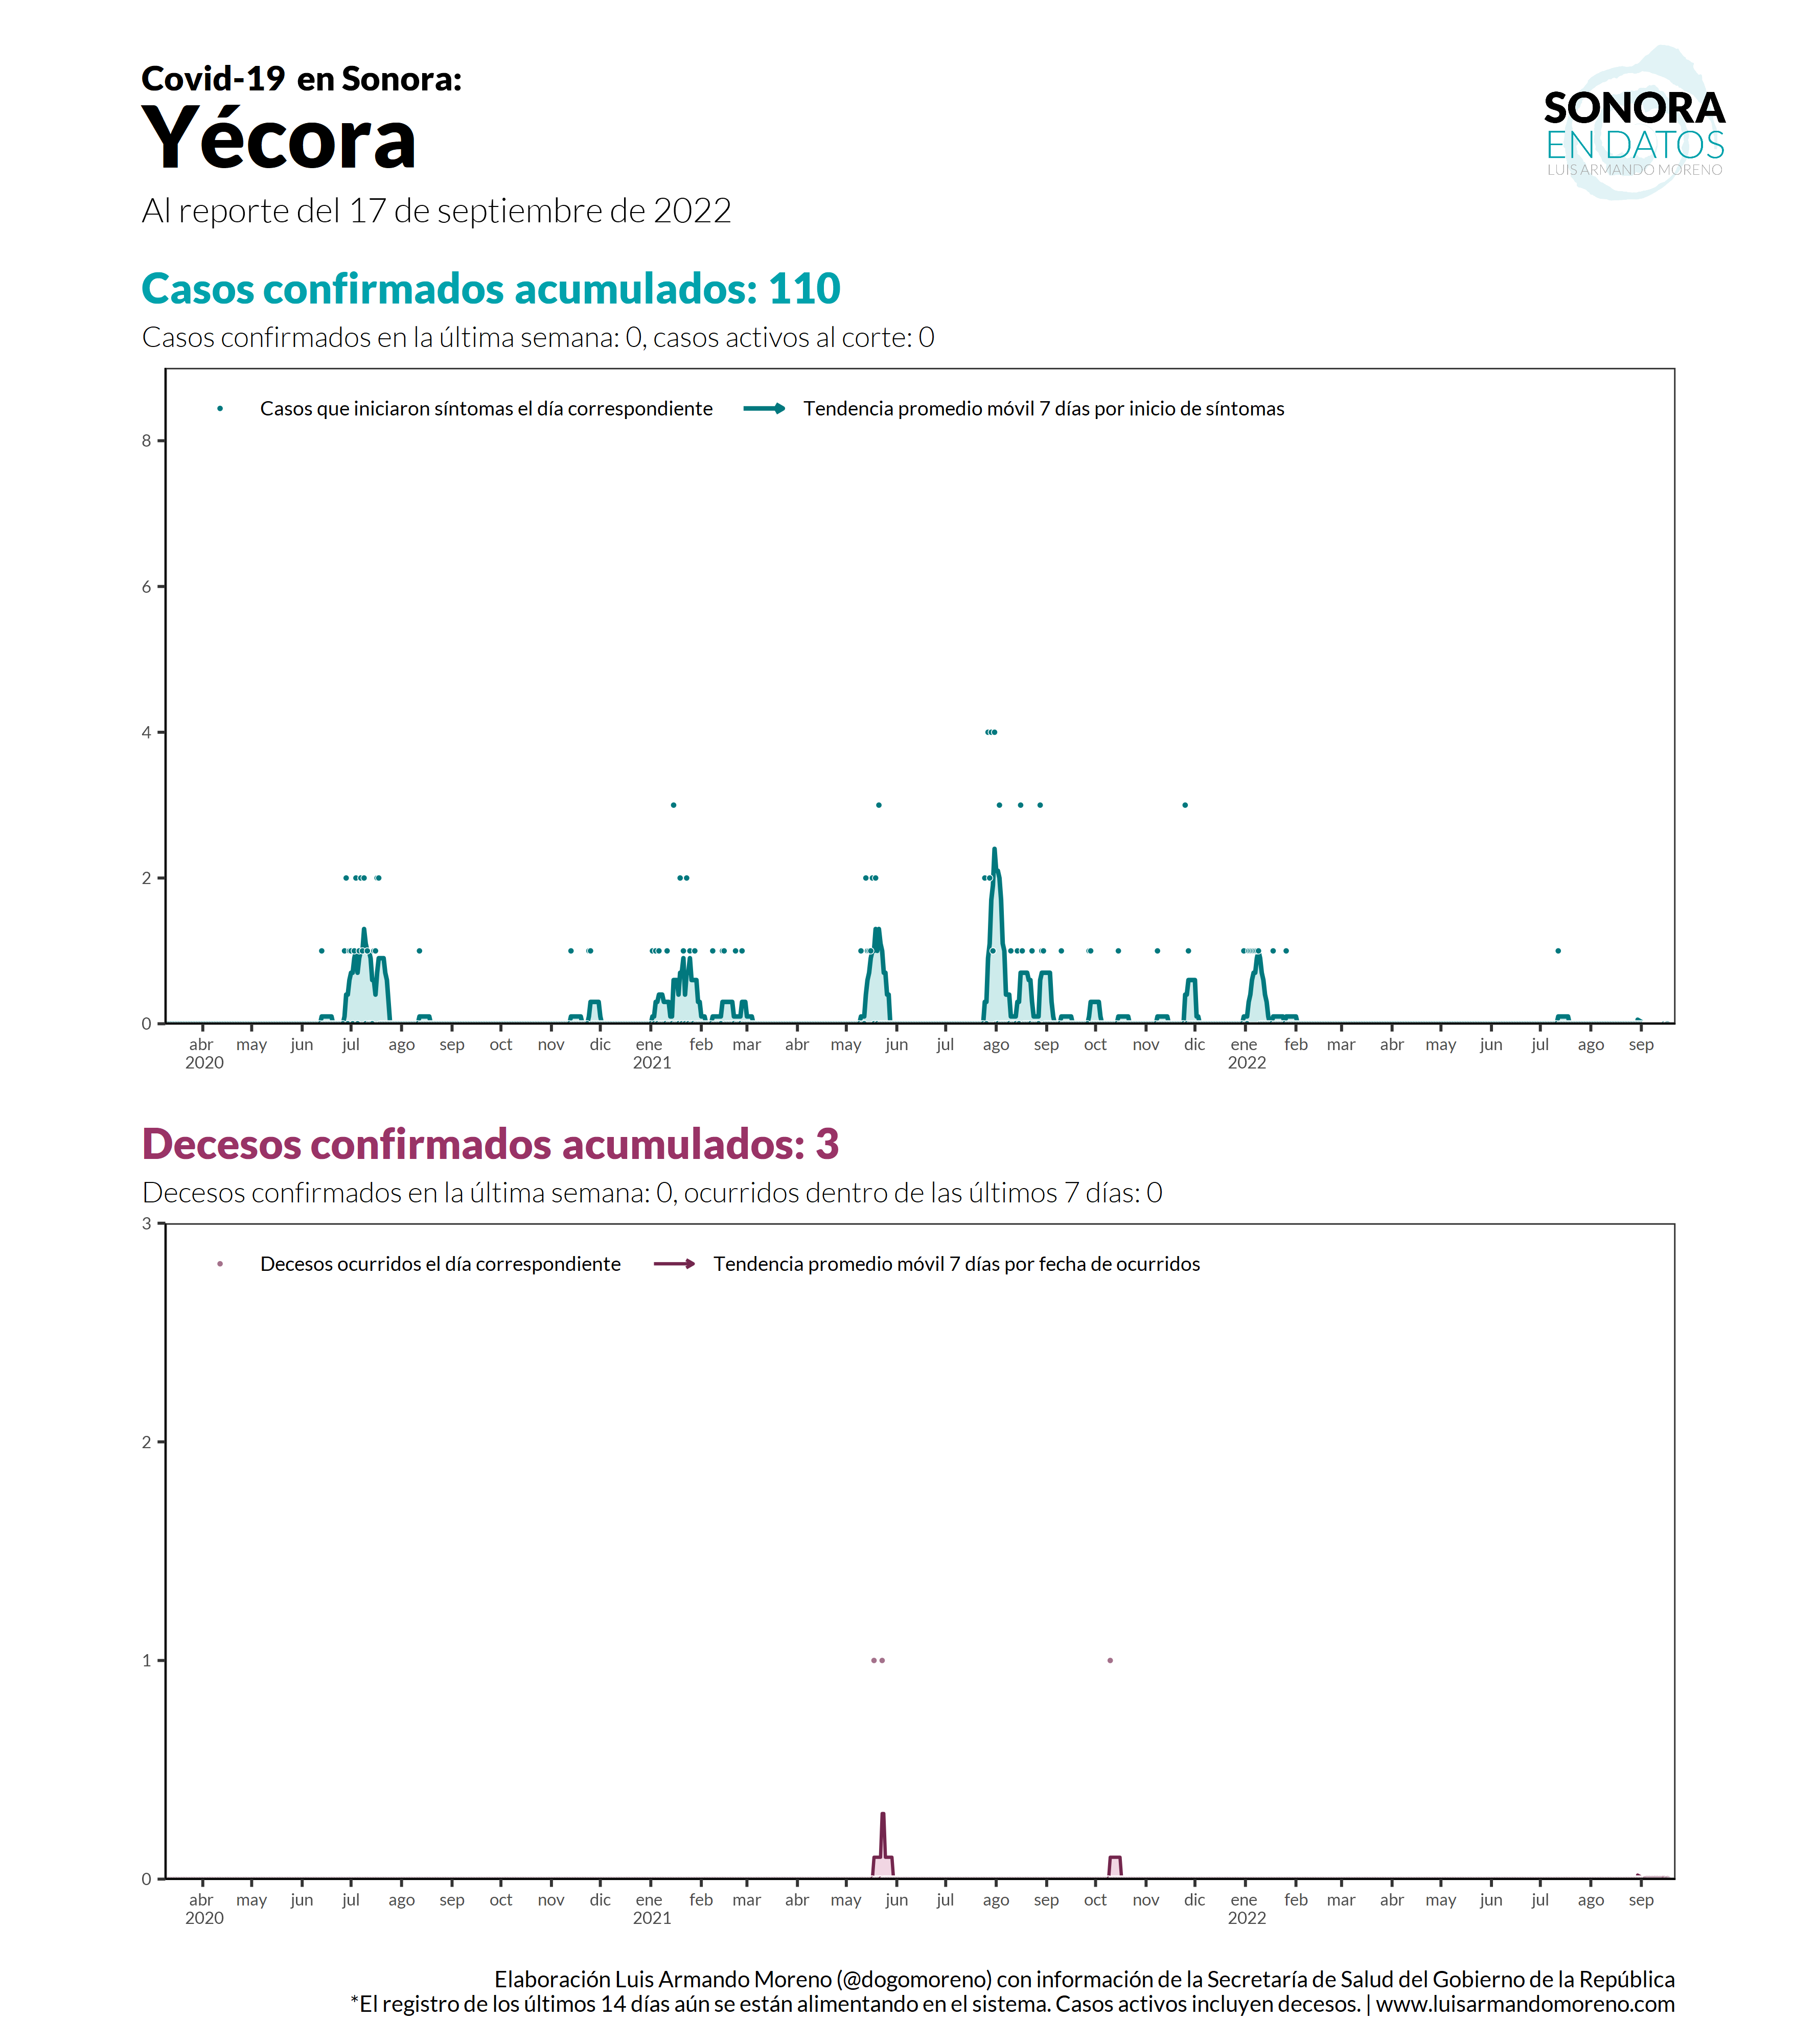 Covid-19 en Sonora:
Yécora
Al reporte del 17 de septiembre de 2022
SONORA
EN DATOS
LUIS ARMANDO MORENO
Casos confirmados acumulados: 110
Casos confirmados en la última semana: 0, casos activos al corte: 0
Casos que iniciaron síntomas el día correspondiente Tendencia promedio móvil 7 días por inicio de síntomas
8
6
4
2
0
abr may jun jul ago sep oct nov dic ene feb mar abr may jun jul ago sep oct nov dic ene feb mar abr may jun jul ago sep
2020 2021 2022
Decesos confirmados acumulados: 3
Decesos confirmados en la última semana: 0, ocurridos dentro de las últimos 7 días: 0
3
Decesos ocurridos el día correspondiente Tendencia promedio móvil 7 días por fecha de ocurridos
2
1
0
abr may jun jul ago sep oct nov dic ene feb mar abr may jun jul ago sep oct nov dic ene feb mar abr may jun jul ago sep
2020 2021 2022
Elaboración Luis Armando Moreno (@dogomoreno) con información de la Secretaría de Salud del Gobierno de la República
*El registro de los últimos 14 días aún se están alimentando en el sistema. Casos activos incluyen decesos. | www.luisarmandomoreno.com